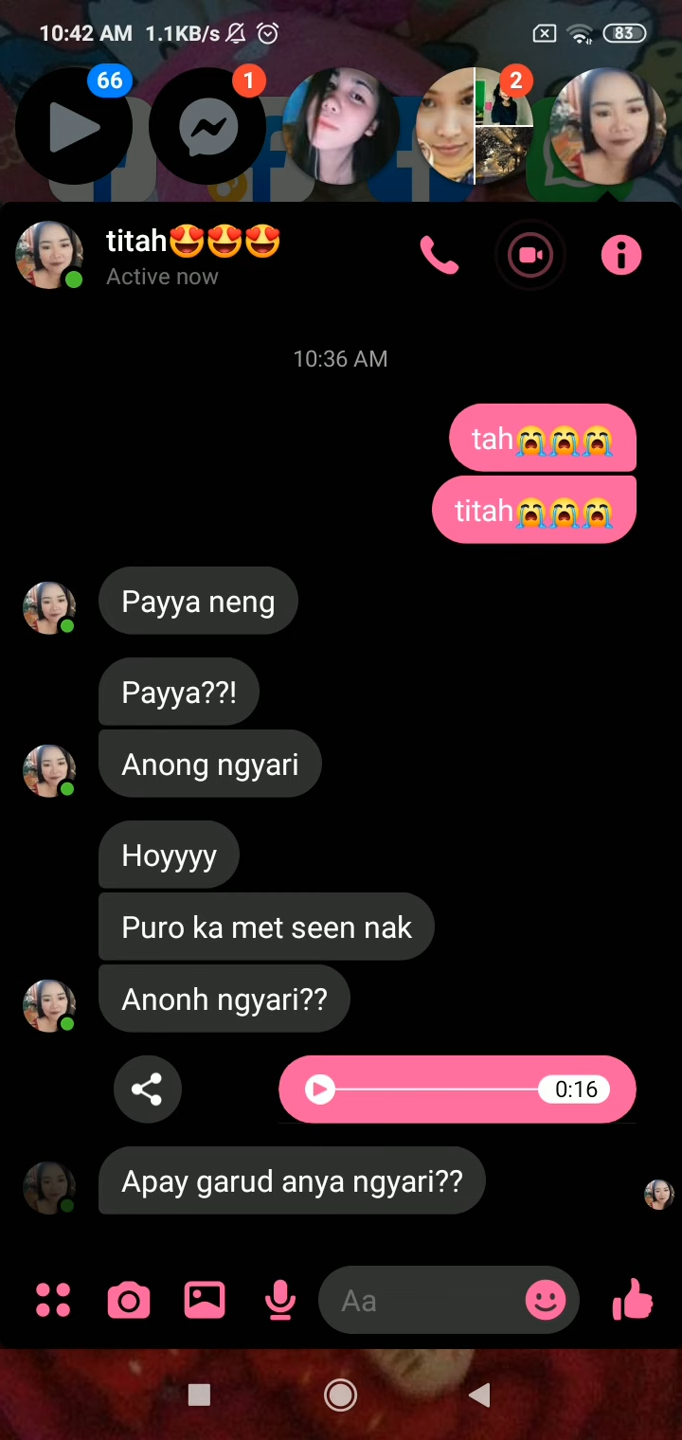 10:42 AM 1.1KB/s 83
66
1
2
titah😍😍😍
Active now
10:36 AM
tah😭😭😭
titah😭😭😭
Payya neng
Payya??!
Anong ngyari
Hoyyyy
Puro ka met seen nak
Anonh ngyari??
0:16
Apay garud anya ngyari??
Aa